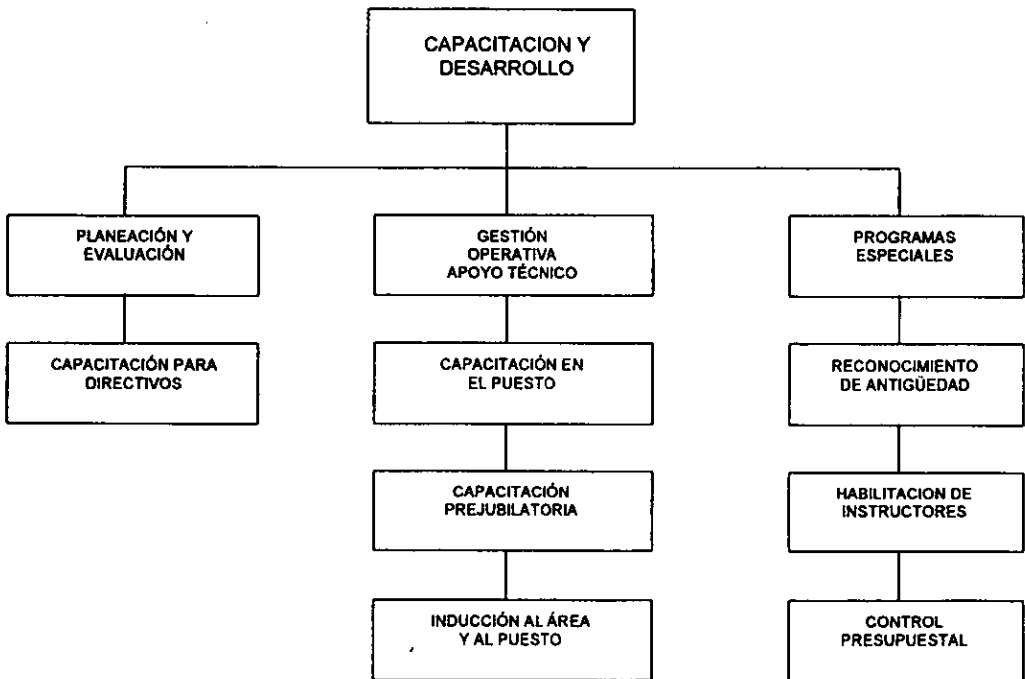 CAPACITACION Y
DESARROLLO
PLANEACIÓN Y
EVALUACIÓN
GESTIÓN
OPERATIVA
APOYO TÉCNICO
PROGRAMAS
ESPECIALES
CAPACITACIÓN PARA
DIRECTIVOS
CAPACITACIÓN EN
EL PUESTO
RECONOCIMIENTO
DE ANTIGÜEDAD
CAPACITACIÓN
PREJUBILATORIA
HABILITACION DE
INSTRUCTORES
INDUCCIÓN AL ÁREA
Y AL PUESTO
CONTROL
PRESUPUESTAL